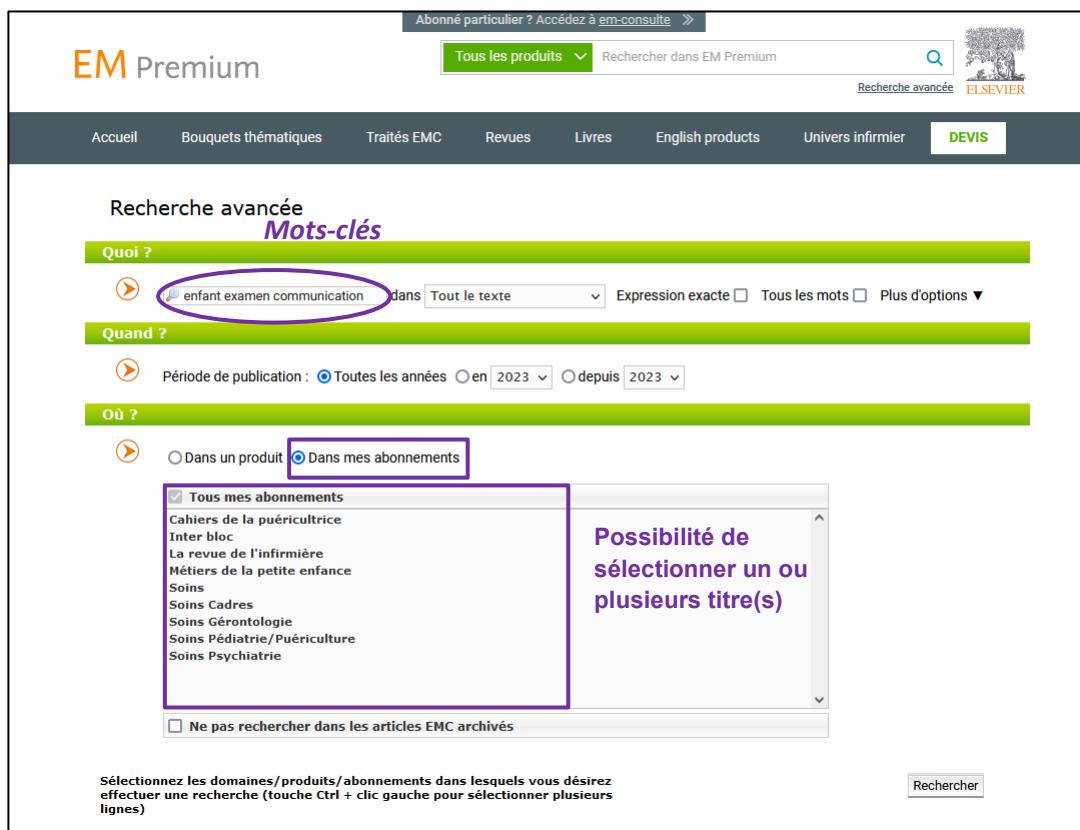 Abonné particulier ? Accédez à em-consulte
EM Premium
Tous les produits
Rechercher dans EM Premium
Recherche avancée
ELSEVIER
Accueil Bouquets thématiques Traités EMC Revues Livres English products Univers infirmier DEVIS
Recherche avancée
Mots-clés
Quoi ?
enfant examen communication dans Tout le texte Expression exacte Tous les mots Plus d'options ▼
Quand ?
Période de publication : Toutes les années en 2023 depuis 2023
Où ?
Dans un produit Dans mes abonnements
Tous mes abonnements
Cahiers de la puéricultrice
Inter bloc
La revue de l'infirmière
Métiers de la petite enfance
Soins
Soins Cadres
Soins Gérontologie
Soins Pédiatrie/Puériculture
Soins Psychiatrie
Possibilité de
sélectionner un ou
plusieurs titre(s)
Ne pas rechercher dans les articles EMC archivés
Sélectionnez les domaines/produits/abonnements dans lesquels vous désirez
effectuer une recherche (touche Ctrl + clic gauche pour sélectionner plusieurs
lignes)
Rechercher